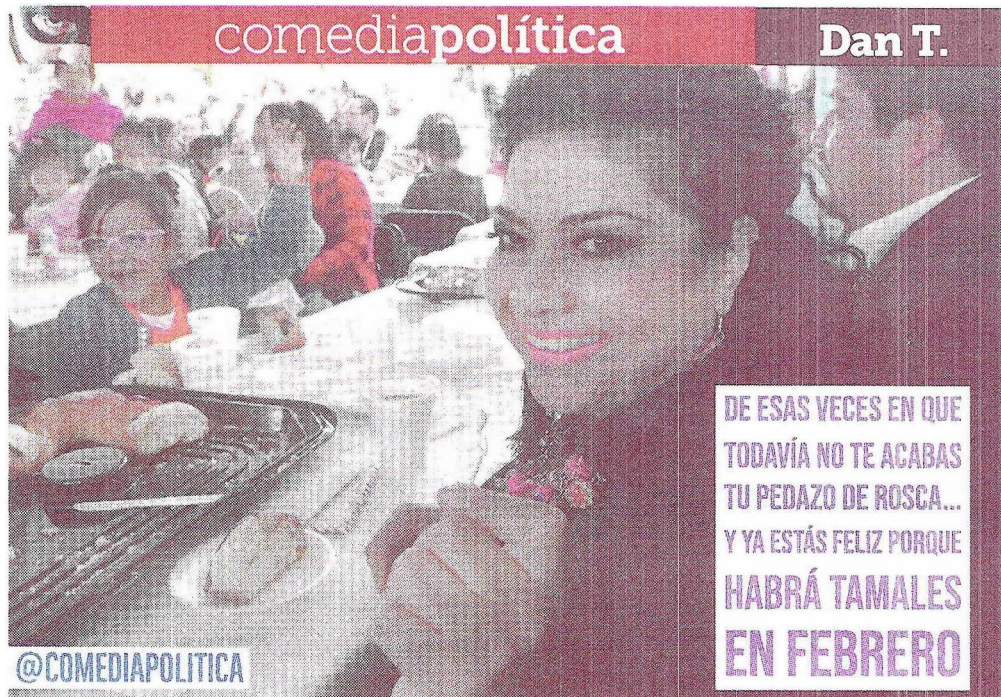 comediapolítica
Dan T.
DE ESAS VECES EN QUE
TODAVÍA NO TE ACABAS
TU PEDAZO DE ROSCA...
Y YA ESTÁS FELIZ PORQUE
HABRÁ TAMALES
EN FEBRERO
@COMEDIAPOLITICA